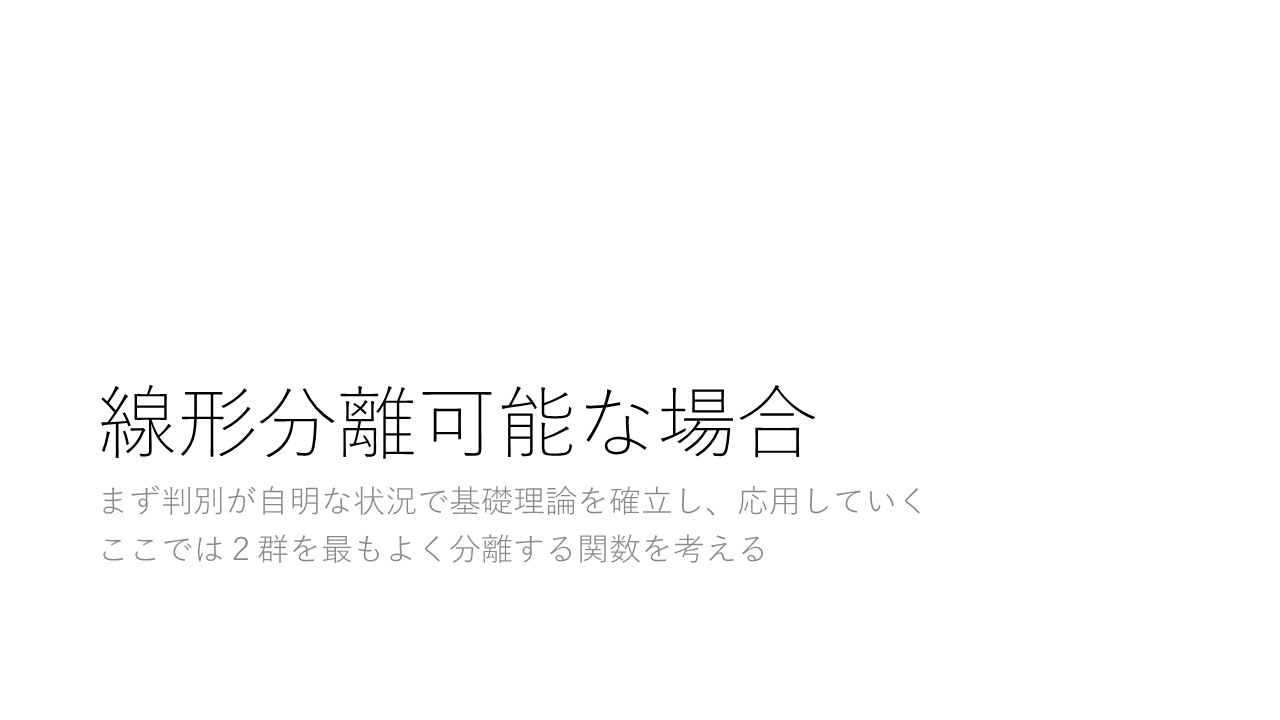 線形分離可能な場合
まず判別が自明な状況で基礎理論を確立し、応用していく
ここでは２群を最もよく分離する関数を考える